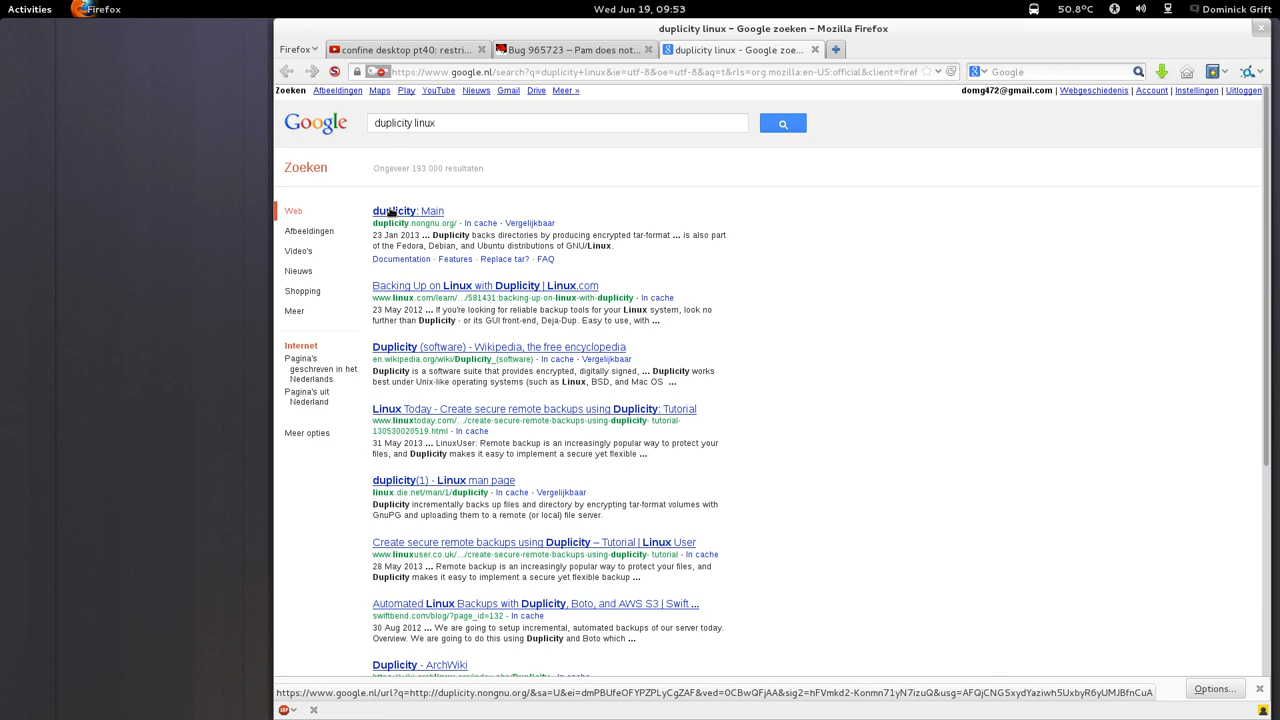 Activities Firefox Wed Jun 19, 09:53 50.8°C Dominick Grift
duplicity linux - Google zoeken - Mozilla Firefox
Firefox confine desktop pt40: restri... Bug 965723 – Pam does not... duplicity linux - Google zoe...
https://www.google.nl/search?q=duplicity+linux&ie=utf-8&oe=utf-8&aq=t&rls=org.mozilla:en-US:official&client=firef Google
Zoeken Afbeeldingen Maps Play YouTube Nieuws Gmail Drive Meer » domg472@gmail.com | Webgeschiedenis | Account | Instellingen | Uitloggen
Google duplicity linux
Zoeken Ongeveer 193.000 resultaten
Web
Afbeeldingen
Video's
Nieuws
Shopping
Meer
Internet
Pagina's
geschreven in het
Nederlands
Pagina's uit
Nederland
Meer opties
duplicity: Main
duplicity.nongnu.org/ - In cache - Vergelijkbaar
23 Jan 2013 ... Duplicity backs directories by producing encrypted tar-format ... is also part
of the Fedora, Debian, and Ubuntu distributions of GNU/Linux.
Documentation - Features - Replace tar? - FAQ
Backing Up on Linux with Duplicity | Linux.com
www.linux.com/learn/.../581431:backing-up-on-linux-with-duplicity - In cache
23 May 2012 ... If you're looking for reliable backup tools for your Linux system, look no
further than Duplicity - or its GUI front-end, Deja-Dup. Easy to use, with ...
Duplicity (software) - Wikipedia, the free encyclopedia
en.wikipedia.org/wiki/Duplicity_(software) - In cache - Vergelijkbaar
Duplicity is a software suite that provides encrypted, digitally signed, ... Duplicity works
best under Unix-like operating systems (such as Linux, BSD, and Mac OS ...
Linux Today - Create secure remote backups using Duplicity: Tutorial
www.linuxtoday.com/.../create-secure-remote-backups-using-duplicity- tutorial-
130530020519.html - In cache
31 May 2013 ... LinuxUser: Remote backup is an increasingly popular way to protect your
files, and Duplicity makes it easy to implement a secure yet flexible ...
duplicity(1) - Linux man page
linux.die.net/man/1/duplicity - In cache - Vergelijkbaar
Duplicity incrementally backs up files and directory by encrypting tar-format volumes with
GnuPG and uploading them to a remote (or local) file server.
Create secure remote backups using Duplicity – Tutorial | Linux User
www.linuxuser.co.uk/.../create-secure-remote-backups-using-duplicity- tutorial - In cache
28 May 2013 ... Remote backup is an increasingly popular way to protect your files, and
Duplicity makes it easy to implement a secure yet flexible backup ...
Automated Linux Backups with Duplicity, Boto, and AWS S3 | Swift ...
swiftbend.com/blog/?page_id=132 - In cache
30 Aug 2012 ... We are going to setup incremental, automated backups of our server today.
Overview. We are going to do this using Duplicity and Boto which ...
Duplicity - ArchWiki
Options...